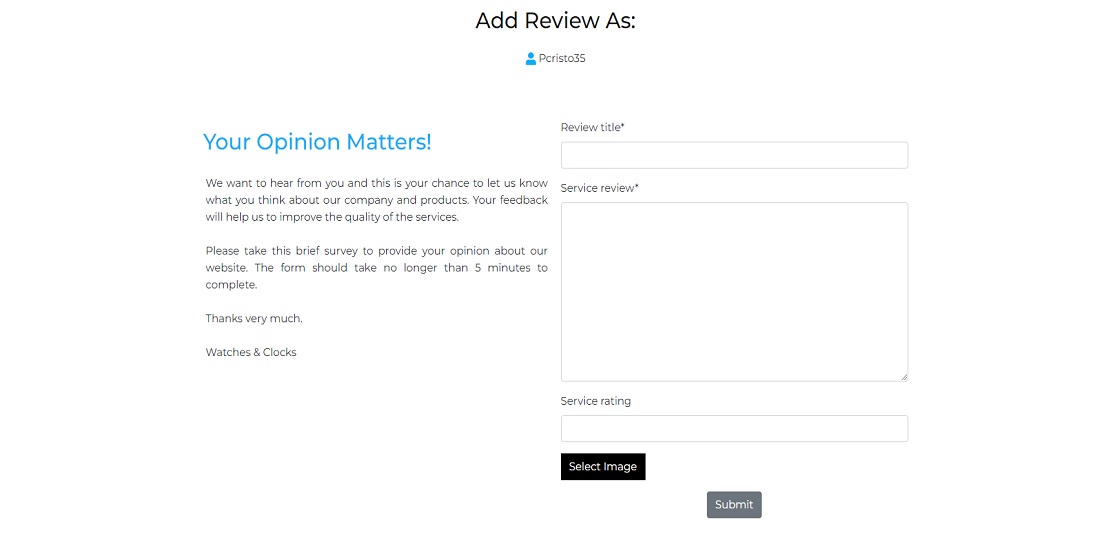 Add Review As:
Pcristo35
Your Opinion Matters!
We want to hear from you and this is your chance to let us know
what you think about our company and products. Your feedback
will help us to improve the quality of the services.
Please take this brief survey to provide your opinion about our
website. The form should take no longer than 5 minutes to
complete.
Thanks very much.
Watches & Clocks
Review title*
Service review*
Service rating
Select Image
Submit